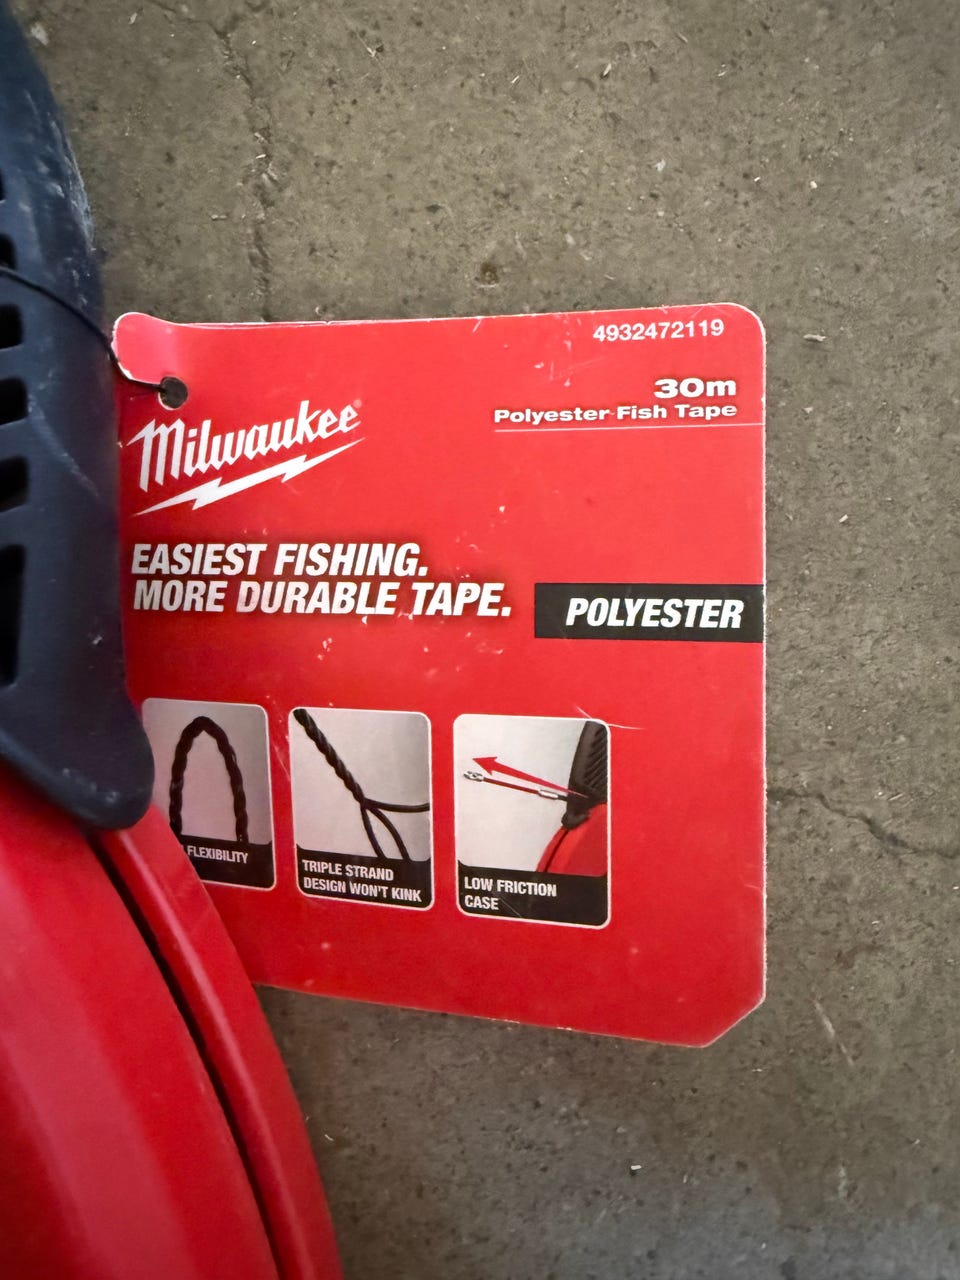 4932472119
30m
Polyester Fish Tape
Milwaukee
EASIEST FISHING.
MORE DURABLE TAPE.
POLYESTER
FLEXIBILITY
TRIPLE STRAND
DESIGN WON'T KINK
LOW FRICTION
CASE